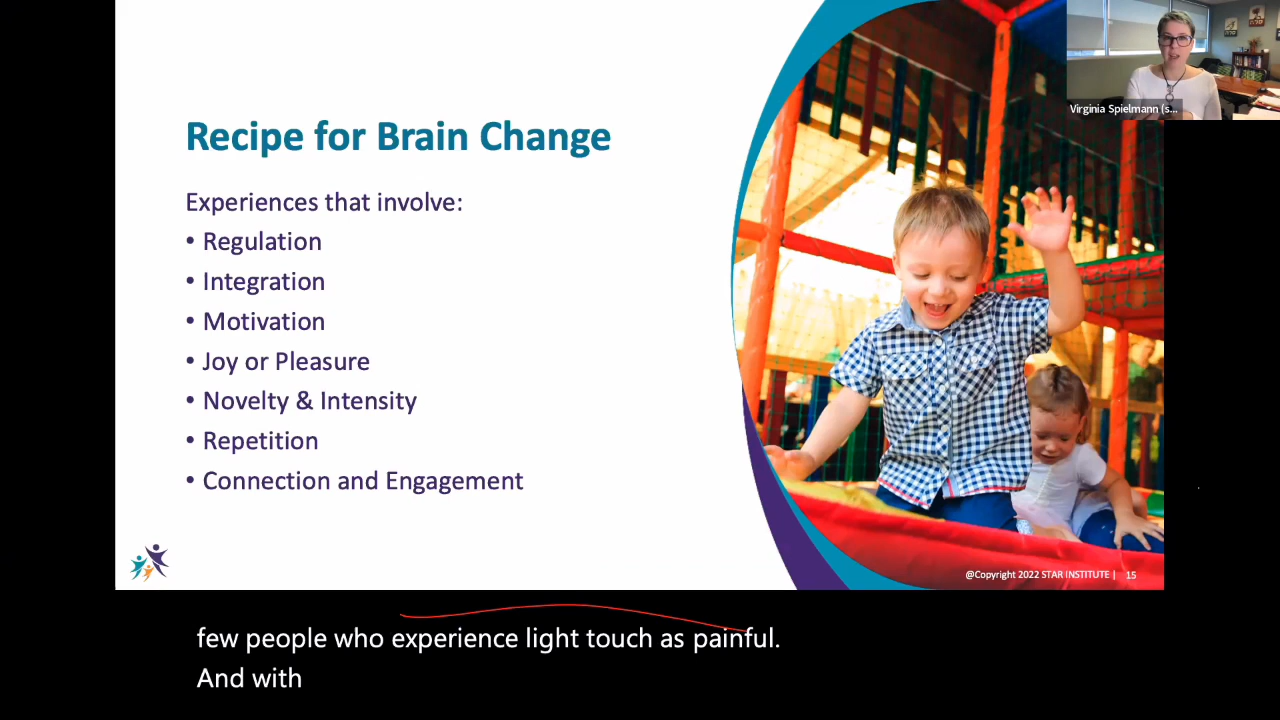 Virginia Spielmann (s...
Recipe for Brain Change
Experiences that involve:
• Regulation
• Integration
• Motivation
• Joy or Pleasure
• Novelty & Intensity
• Repetition
• Connection and Engagement
@Copyright 2022 STAR INSTITUTE | 15
few people who experience light touch as painful.
And with